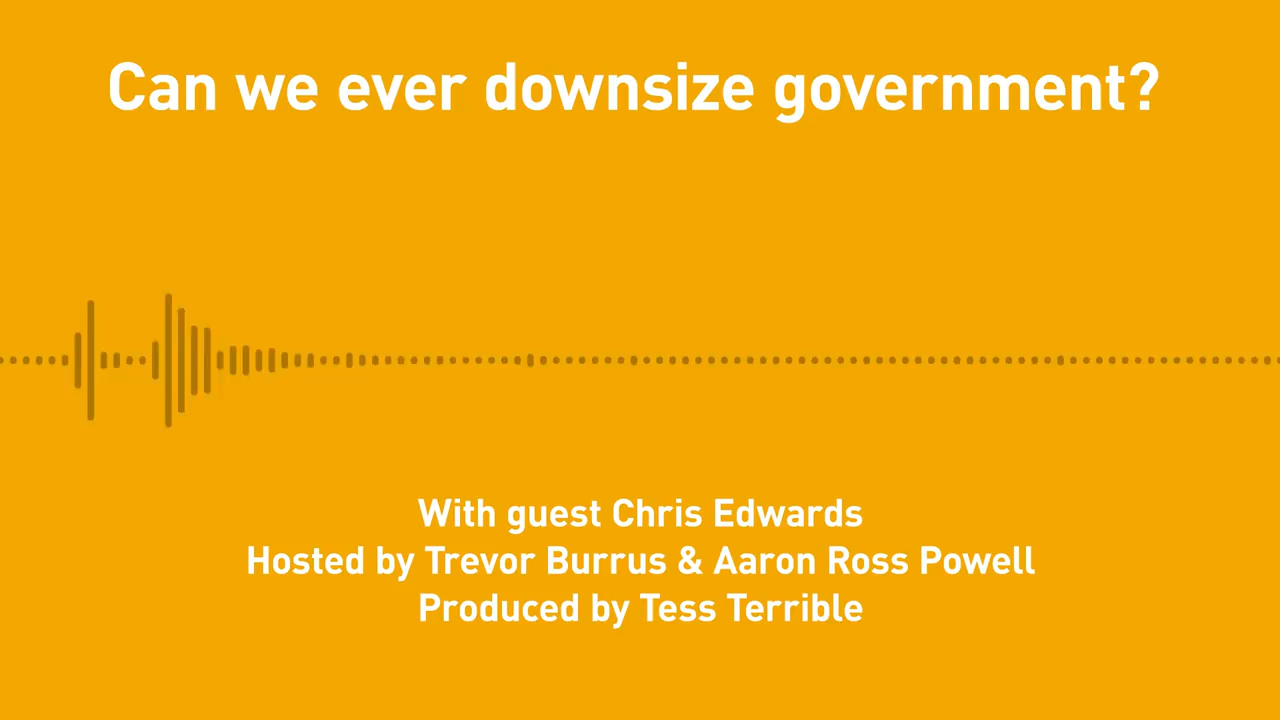 Can we ever downsize government?
With guest Chris Edwards
Hosted by Trevor Burrus & Aaron Ross Powell
Produced by Tess Terrible